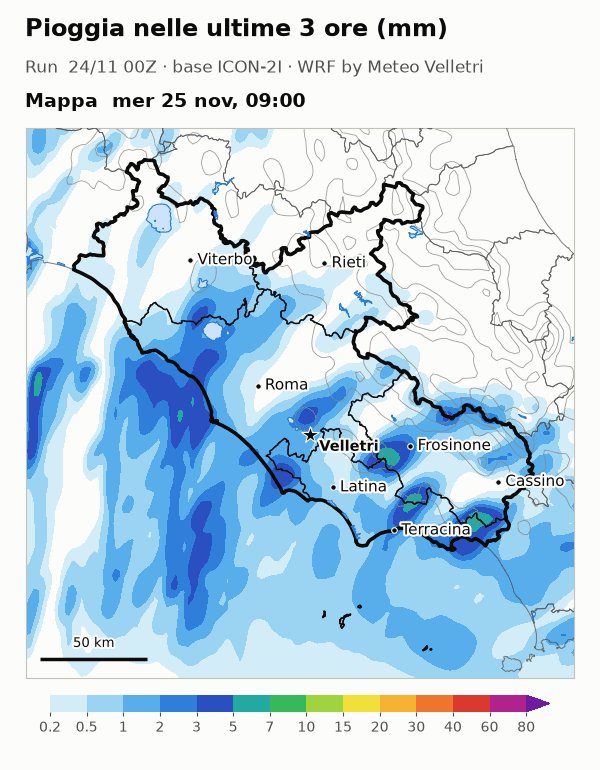 Pioggia nelle ultime 3 ore (mm)
Run 24/11 00Z · base ICON-2I · WRF by Meteo Velletri
Mappa mer 25 nov, 09:00
Viterbo
Rieti
Roma
Velletri
Frosinone
Cassino
Latina
Terracina
50 km
0.2 0.5 1 2 3 5 7 10 15 20 30 40 60 80